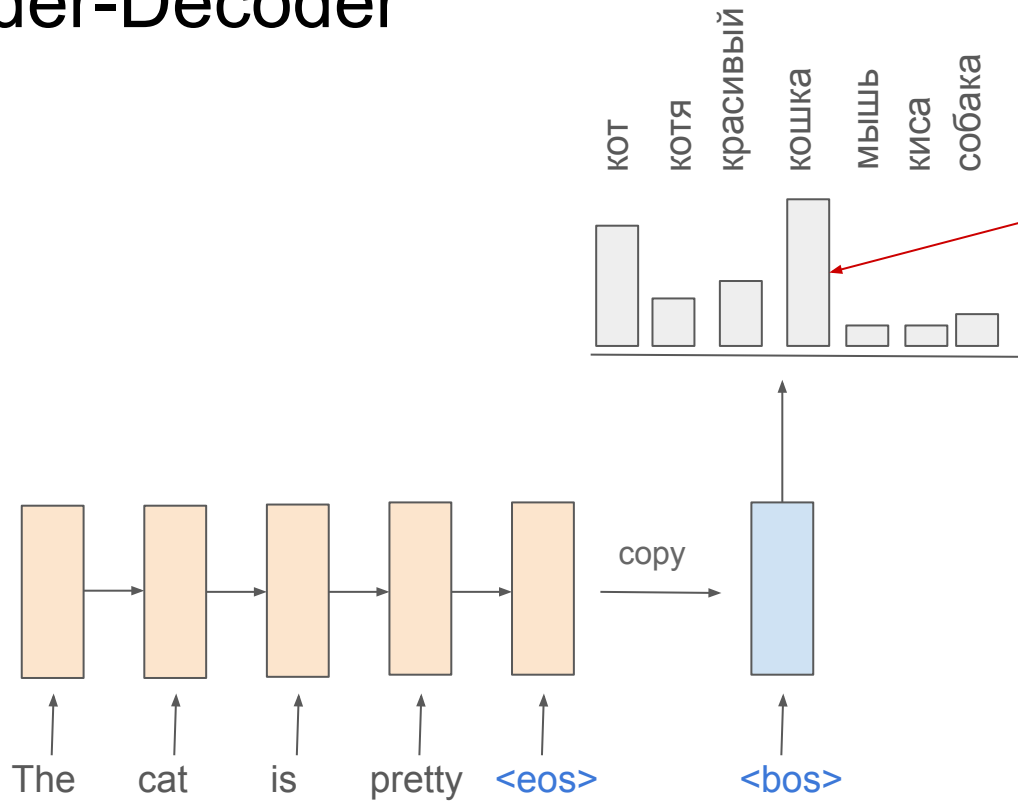 der-Decoder
кот котя красивый кошка мышь киса собака
copy
The cat is pretty <eos> <bos>